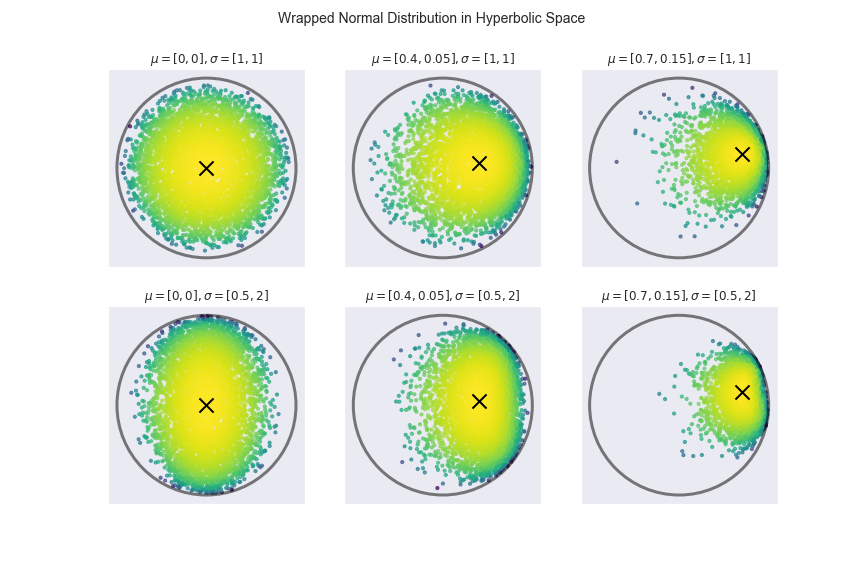 Wrapped Normal Distribution in Hyperbolic Space
μ = [0, 0], σ = [1, 1]
μ = [0.4, 0.05], σ = [1, 1]
μ = [0.7, 0.15], σ = [1, 1]
μ = [0, 0], σ = [0.5, 2]
μ = [0.4, 0.05], σ = [0.5, 2]
μ = [0.7, 0.15], σ = [0.5, 2]